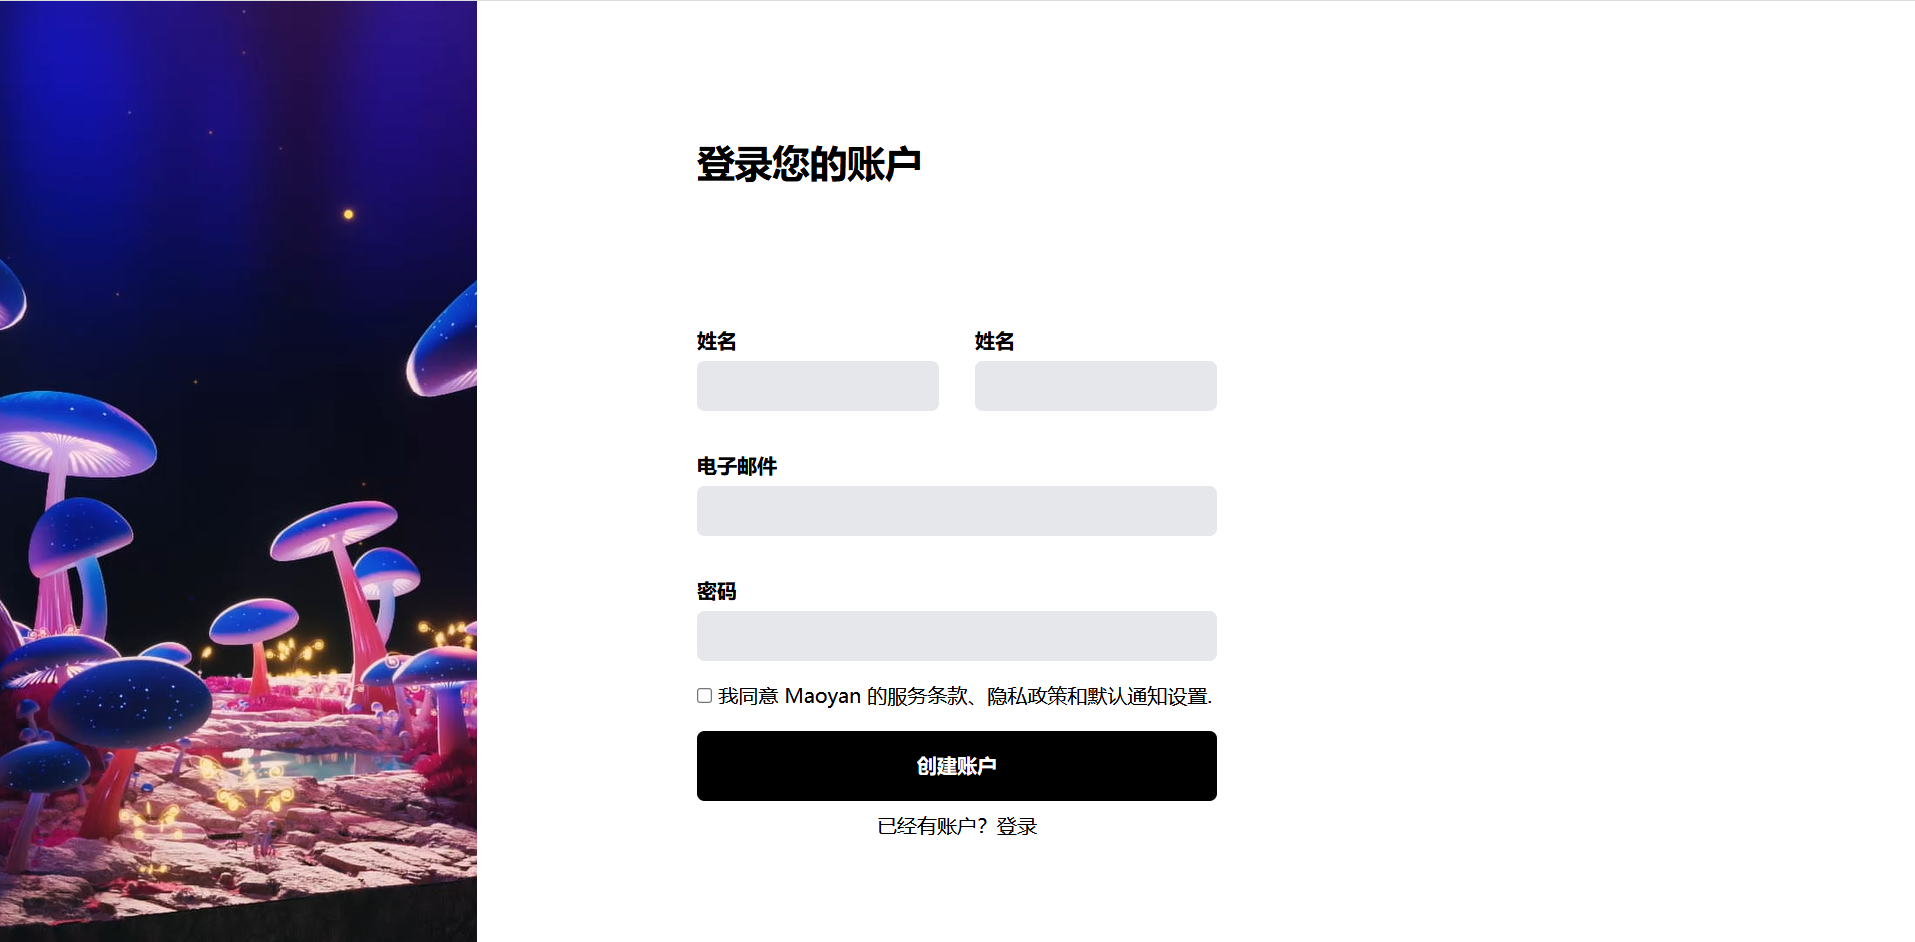 登录您的账户
姓名 姓名
电子邮件
密码
我同意 Maoyan 的服务条款、隐私政策和默认通知设置.
创建账户
已经有账户？登录